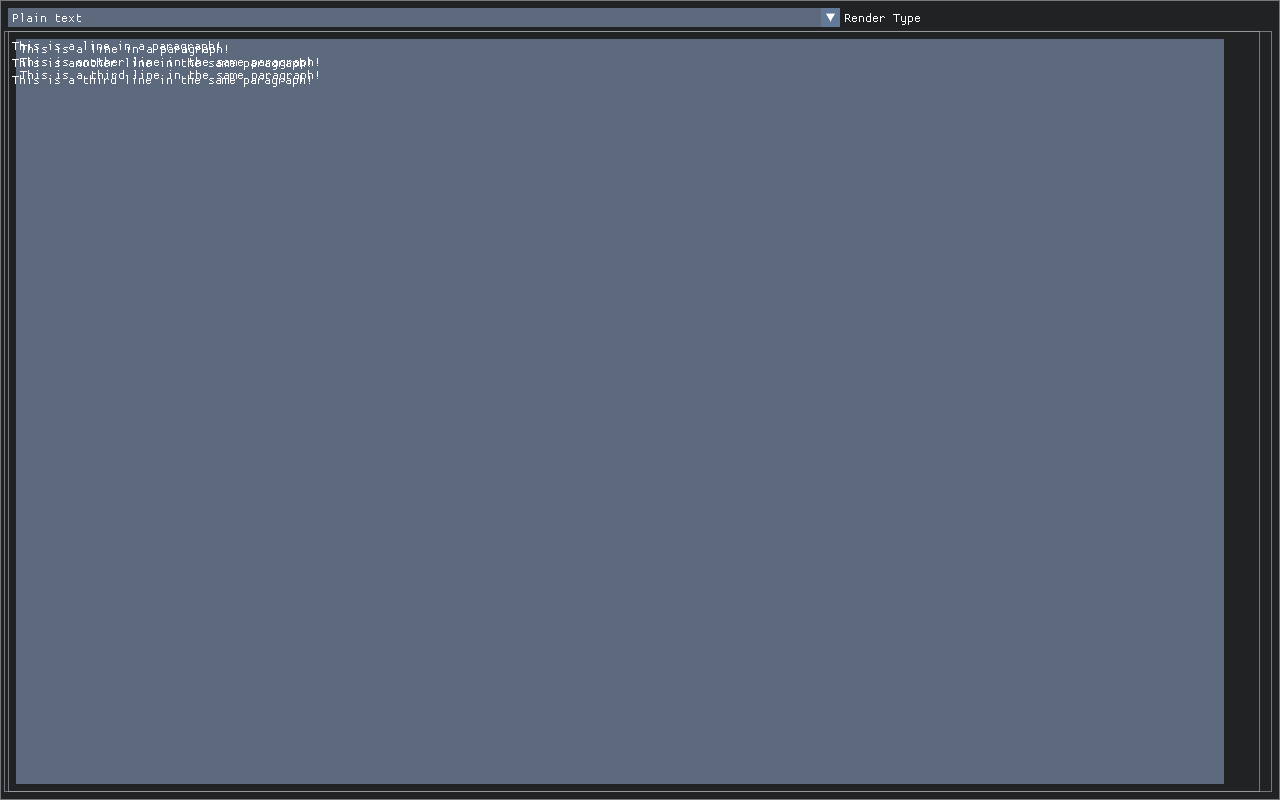 Plain text
Render Type
This is a line in a paragraph!
This is a line in a paragraph!
This is another line in the same paragraph!
This is another line in the same paragraph!
This is a third line in the same paragraph!
This is a third line in the same paragraph!